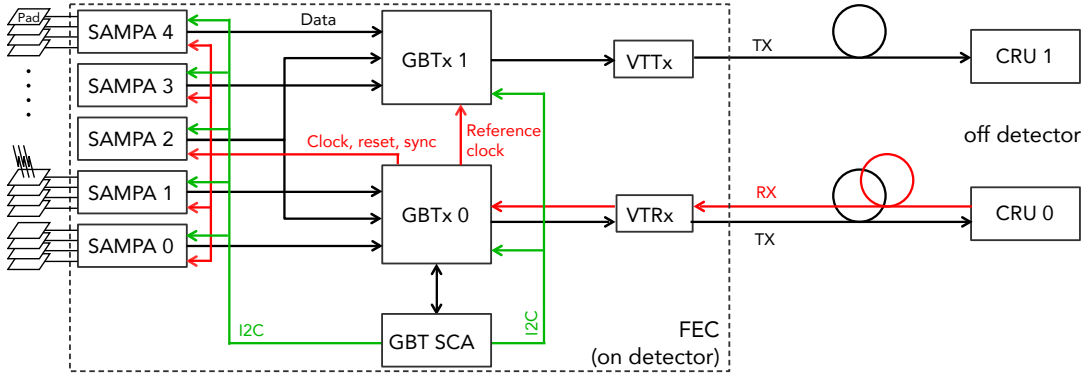 Pad
SAMPA 4
Data
GBTx 1
VTTx
TX
CRU 1
SAMPA 3
SAMPA 2
Clock, reset, sync
Reference
clock
off detector
SAMPA 1
GBTx 0
VTRx
RX
TX
CRU 0
SAMPA 0
I2C
GBT SCA
I2C
FEC
(on detector)